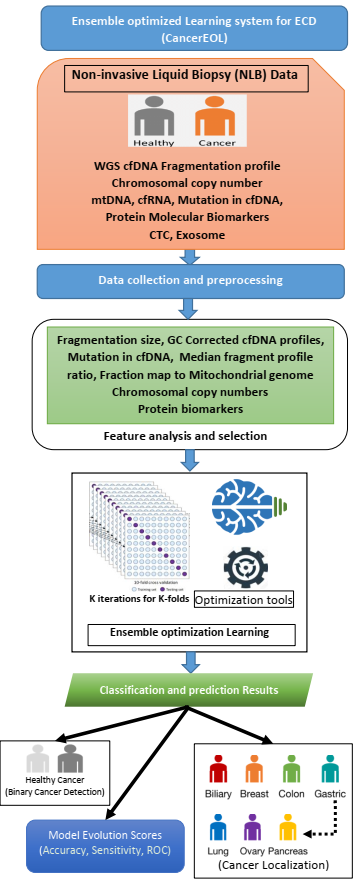 Ensemble optimized Learning system for ECD
(CancerEOL)
Non-invasive Liquid Biopsy (NLB) Data
Healthy
Cancer
WGS cfDNA Fragmentation profile
Chromosomal copy number
mtDNA, cfRNA, Mutation in cfDNA,
Protein Molecular Biomarkers
CTC, Exosome
Data collection and preprocessing
Fragmentation size, GC Corrected cfDNA profiles,
Mutation in cfDNA, Median fragment profile
ratio, Fraction map to Mitochondrial genome
Chromosomal copy numbers
Protein biomarkers
Feature analysis and selection
10-fold cross validation
Training set
Testing set
K iterations for K-folds
Optimization tools
Ensemble optimization Learning
Classification and prediction Results
Healthy Cancer
(Binary Cancer Detection)
Model Evolution Scores
(Accuracy, Sensitivity, ROC)
Biliary
Breast
Colon
Gastric
Lung
Ovary
Pancreas
(Cancer Localization)